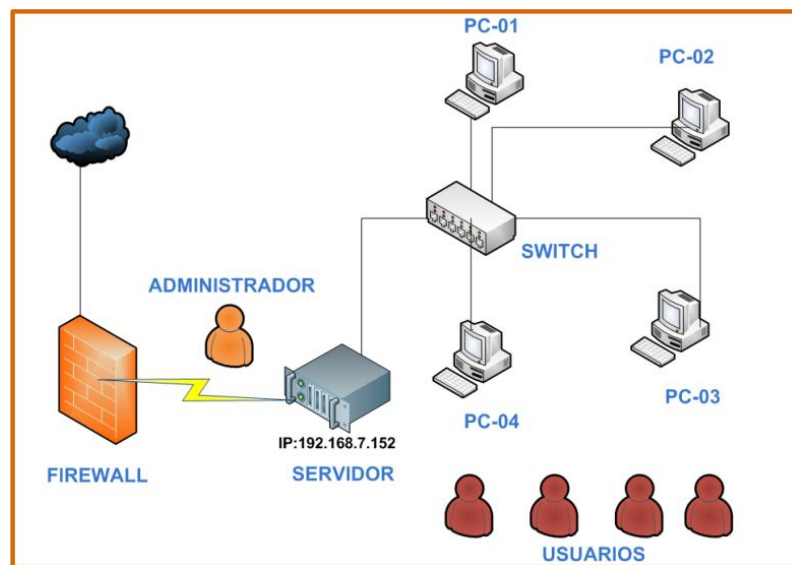 PC-01
PC-02
SWITCH
ADMINISTRADOR
PC-04
PC-03
IP:192.168.7.152
FIREWALL
SERVIDOR
USUARIOS